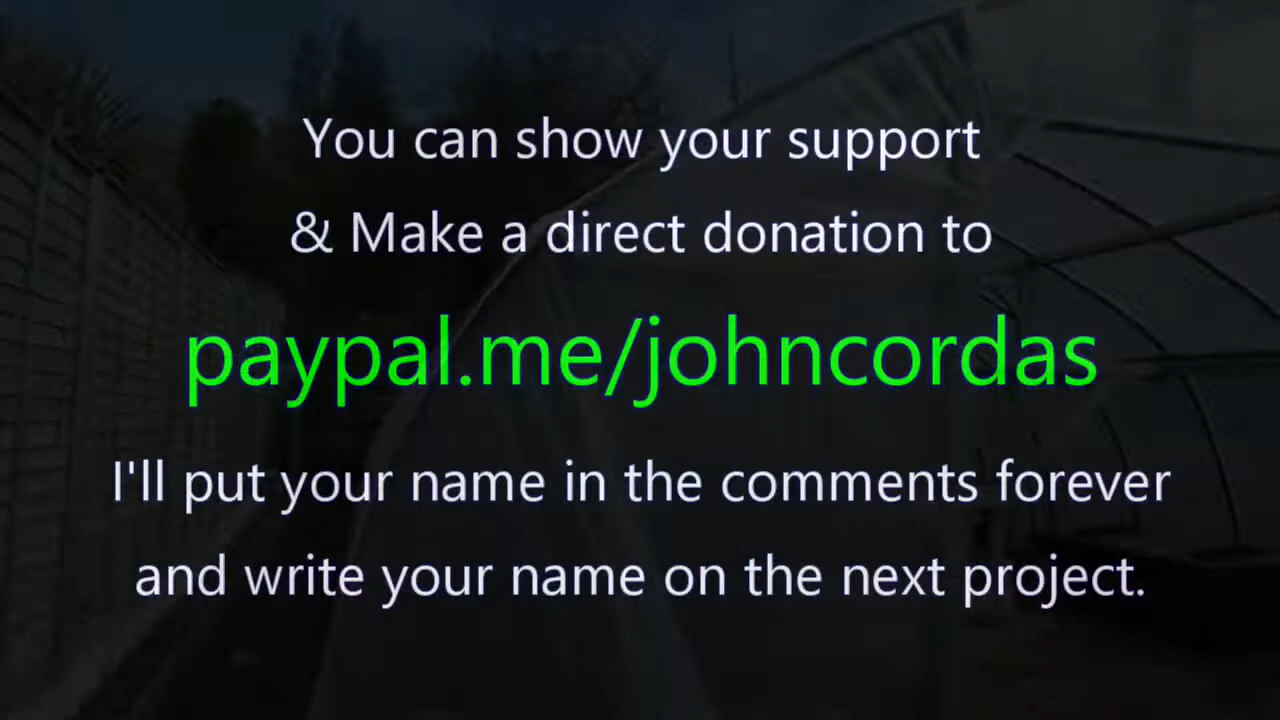 You can show your support
& Make a direct donation to
paypal.me/johncordas
I'll put your name in the comments forever
and write your name on the next project.